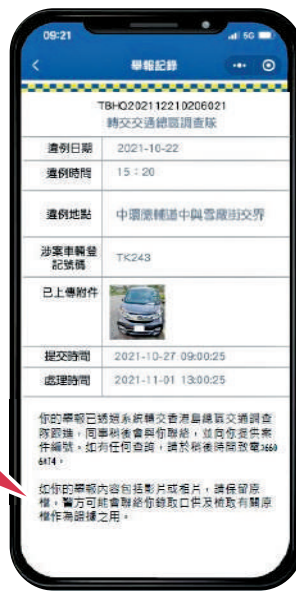 09:21
5G
舉報記錄
TBHQ202112210206021
轉交交通總區調查隊
違例日期 2021-10-22
違例時間 15：20
違例地點 中環德輔道中與雪廠街交界
涉案車輛登
記號碼
TK243
已上傳附件
提交時間 2021-10-27 09:00:25
處理時間 2021-11-01 13:00:25
你的舉報已透過系統轉交香港島總區交通調查
隊跟進，同事稍後會與你聯絡，並向你提供案
件編號。如有任何查詢，請於稍後時間致電3660
6874。
如你的舉報內容包括影片或相片，請保留原
檔，警方可能會聯絡你錄取口供及檢取有關原
檔作為證據之用。